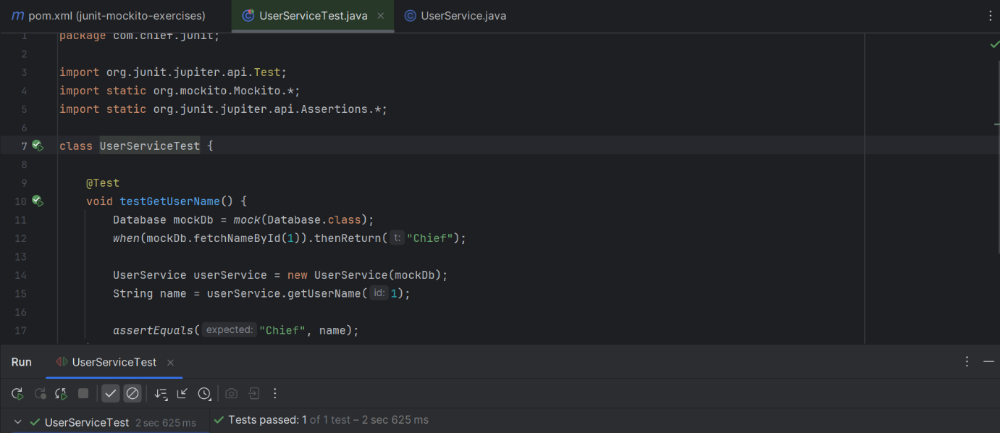 pom.xml (junit-mockito-exercises)
UserServiceTest.java
UserService.java
1 package com.chief.junit;
2
3 import org.junit.jupiter.api.Test;
4 import static org.mockito.Mockito.*;
5 import static org.junit.jupiter.api.Assertions.*;
6
7 class UserServiceTest {
8
9 @Test
10 void testGetUserName() {
11 Database mockDb = mock(Database.class);
12 when(mockDb.fetchNameById(1)).thenReturn( t: "Chief");
13
14 UserService userService = new UserService(mockDb);
15 String name = userService.getUserName( id: 1);
16
17 assertEquals( expected: "Chief", name);
Run UserServiceTest
UserServiceTest 2 sec 625 ms
Tests passed: 1 of 1 test – 2 sec 625 ms